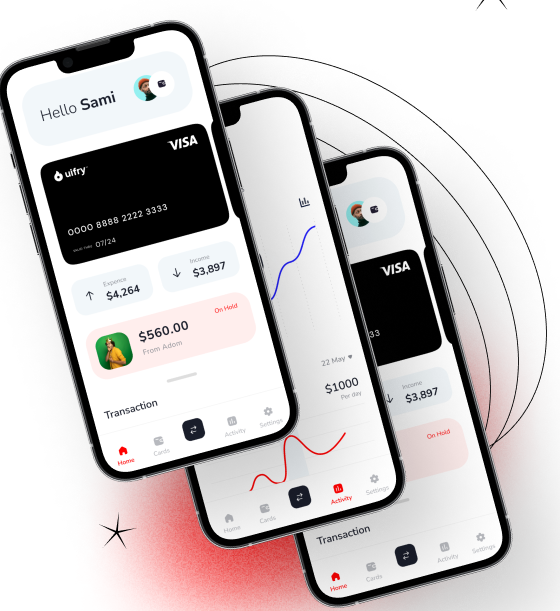 Hello Sami
uifry
VISA
0000 8888 2222 3333
VALID THRU 07/24
Expence
$4,264
Income
$3,897
On Hold
$560.00
From Adom
Transaction
Home
Cards
Activity
Settings
22 May
$1000
Per day
Home
Cards
Activity
Settings
VISA
33
Income
$3,897
On Hold
Transaction
Home
Cards
Activity
Settings